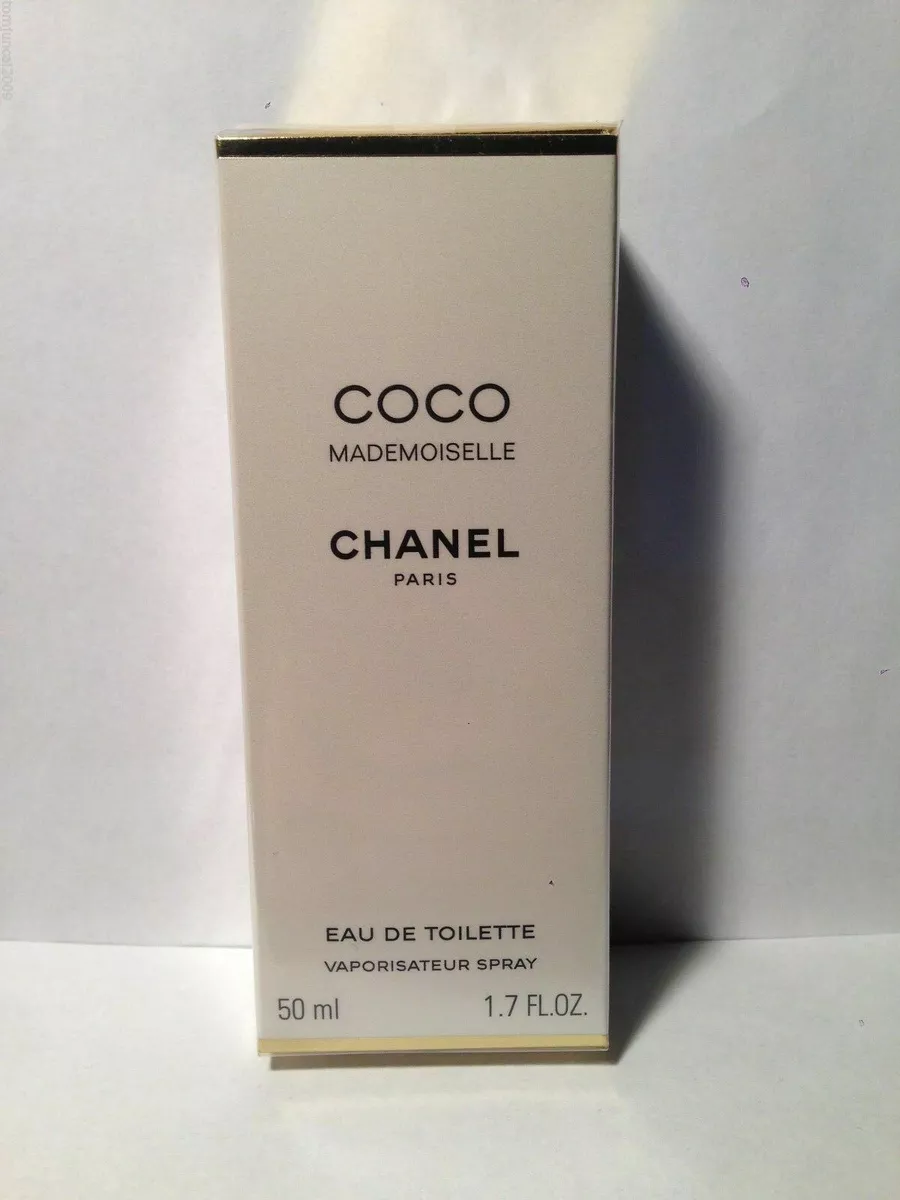 COCO
MADEMOISELLE
CHANEL
PARIS
EAU DE TOILETTE
VAPORISATEUR SPRAY
50 ml 1.7 FL.OZ.